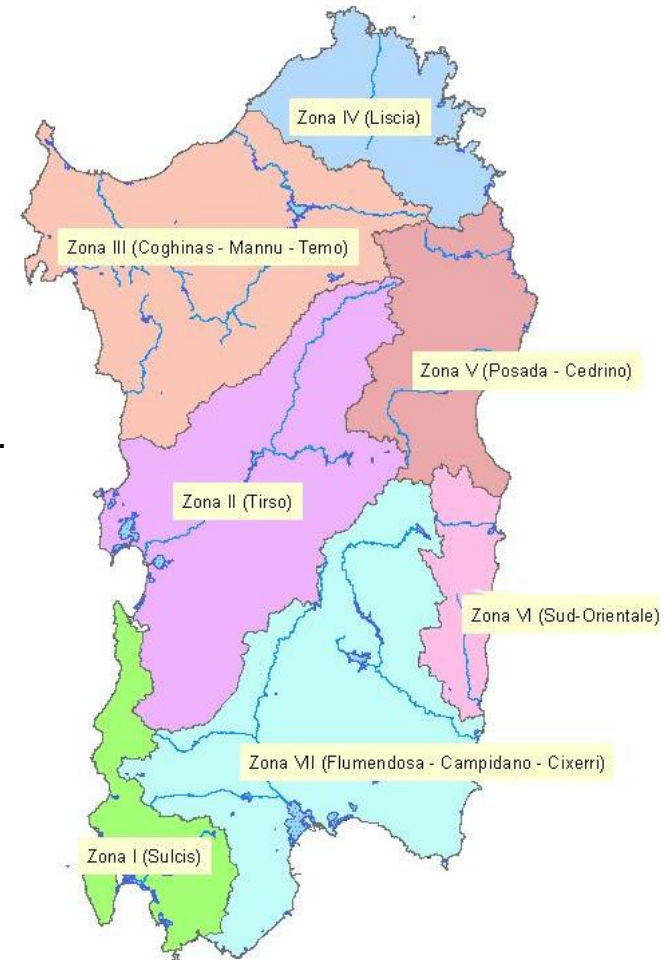 Zona IV (Liscia)
Zona III (Coghinas - Mannu - Temo)
Zona V (Posada - Cedrino)
.
Zona II (Tirso)
Zona VI (Sud-Orientale)
Zona VII (Flumendosa - Campidano - Cixerri)
Zona I (Sulcis)